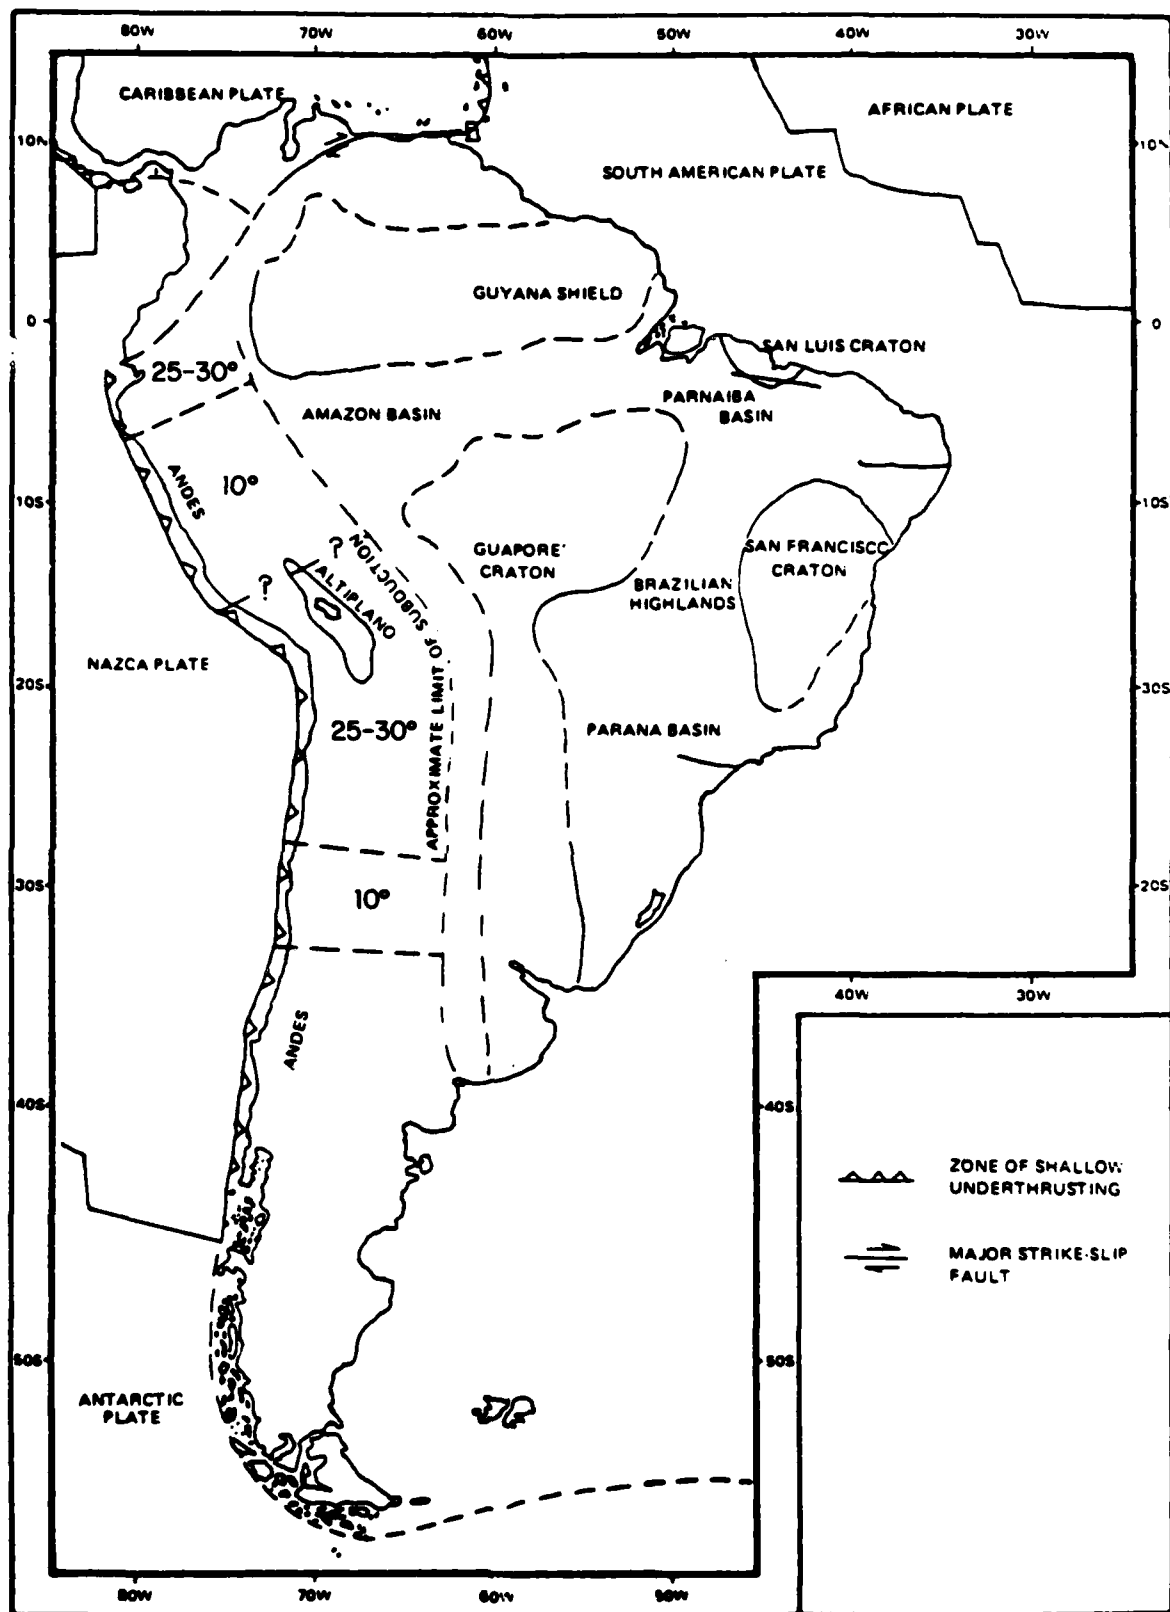 80W 70W 60W 50W 40W 30W
CARIBBEAN PLATE
AFRICAN PLATE
10N
10N
SOUTH AMERICAN PLATE
GUYANA SHIELD
0
0
SAN LUIS CRATON
25-30°
PARNAIBA
BASIN
AMAZON BASIN
ANDES
10°
10S
10S
?
?
ALTIPLANO
APPROXIMATE LIMIT OF SUBDUCTION
GUAPORE'
CRATON
SAN FRANCISCO
CRATON
BRAZILIAN
HIGHLANDS
NAZCA PLATE
20S
30S
25-30°
PARANA BASIN
10°
30S
20S
40W 30W
ANDES
40S
40S
ZONE OF SHALLOW
UNDERTHRUSTING
MAJOR STRIKE-SLIP
FAULT
50S
50S
ANTARCTIC
PLATE
80W 70W 60W 50W